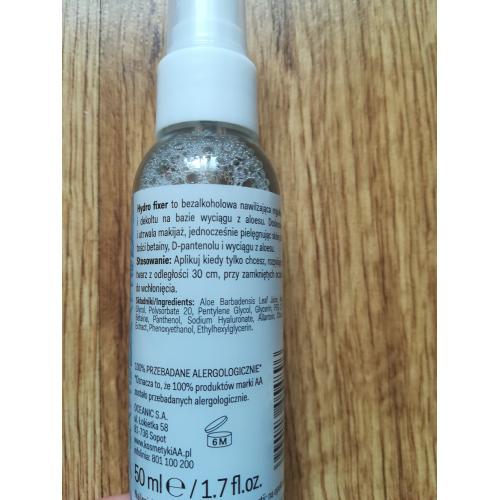 Hydro fixer to bezalkoholowa nawilżająca mgiełka
i dekoltu na bazie wyciągu z aloesu.
i utrwala makijaż, jednocześnie pielęgnując
betainy, D-pantenolu i wyciągu z aloesu.
Stosowanie: Aplikuj kiedy tylko chcesz,
twarz z odległości 30 cm, przy zamkniętych
do wchłonięcia.
Składniki/Ingredients: Aloe Barbadensis Leaf Juice,
Glycol, Polysorbate 20, Pentylene Glycol, Glycerin,
Betaine, Panthenol, Sodium Hyaluronate, Allantoin,
Extract, Phenoxyethanol, Ethylhexylglycerin.
100% PRZEBADANE ALERGOLOGICZNIE*
*Oznacza to, że 100% produktów marki AA
zostało przebadanych alergologicznie.
OCEANIC S.A.
ul. Łokietka 58
81-736 Sopot
www.kosmetykiAA.pl
infolinia: 801 100 200
6M
50 ml e / 1.7 fl.oz.